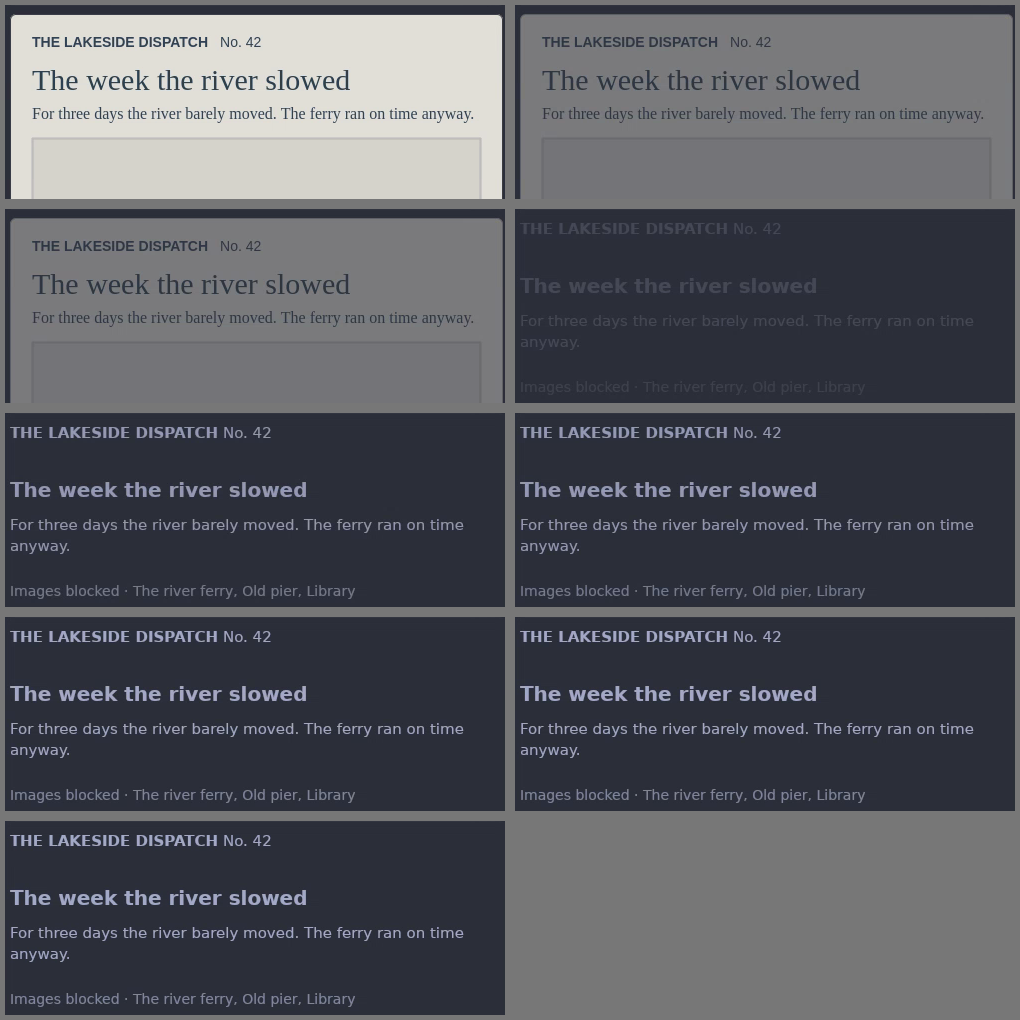 THE LAKESIDE DISPATCH No. 42
The week the river slowed
For three days the river barely moved. The ferry ran on time anyway.
THE LAKESIDE DISPATCH No. 42
The week the river slowed
For three days the river barely moved. The ferry ran on time anyway.
THE LAKESIDE DISPATCH No. 42
The week the river slowed
For three days the river barely moved. The ferry ran on time anyway.
THE LAKESIDE DISPATCH No. 42
The week the river slowed
For three days the river barely moved. The ferry ran on time
anyway.
Images blocked · The river ferry, Old pier, Library
THE LAKESIDE DISPATCH No. 42
The week the river slowed
For three days the river barely moved. The ferry ran on time
anyway.
Images blocked · The river ferry, Old pier, Library
THE LAKESIDE DISPATCH No. 42
The week the river slowed
For three days the river barely moved. The ferry ran on time
anyway.
Images blocked · The river ferry, Old pier, Library
THE LAKESIDE DISPATCH No. 42
The week the river slowed
For three days the river barely moved. The ferry ran on time
anyway.
Images blocked · The river ferry, Old pier, Library
THE LAKESIDE DISPATCH No. 42
The week the river slowed
For three days the river barely moved. The ferry ran on time
anyway.
Images blocked · The river ferry, Old pier, Library
THE LAKESIDE DISPATCH No. 42
The week the river slowed
For three days the river barely moved. The ferry ran on time
anyway.
Images blocked · The river ferry, Old pier, Library